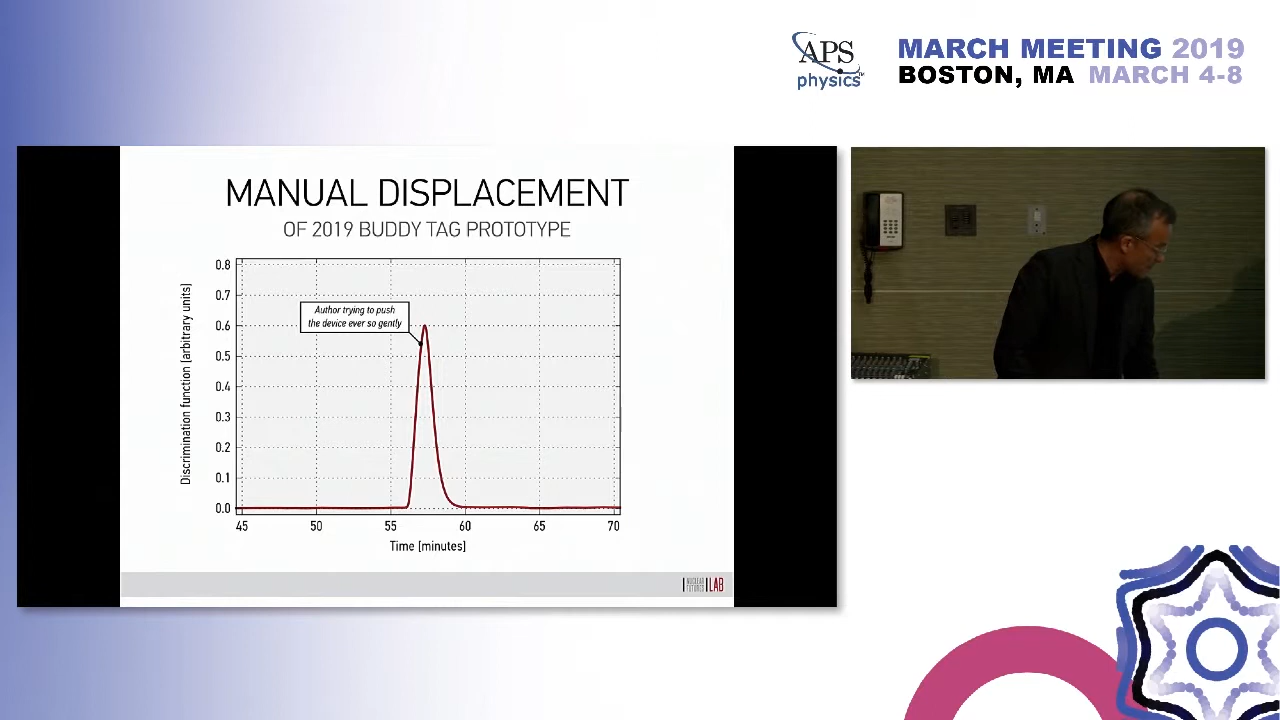 APS
physics
MARCH MEETING 2019
BOSTON, MA MARCH 4-8
MANUAL DISPLACEMENT
OF 2019 BUDDY TAG PROTOTYPE
Discrimination function [arbitrary units]
0.8
0.7
0.6
0.5
0.4
0.3
0.2
0.1
0.0
Author trying to push
the device ever so gently
45 50 55 60 65 70
Time [minutes]
NUCLEAR
FUTURES
LAB